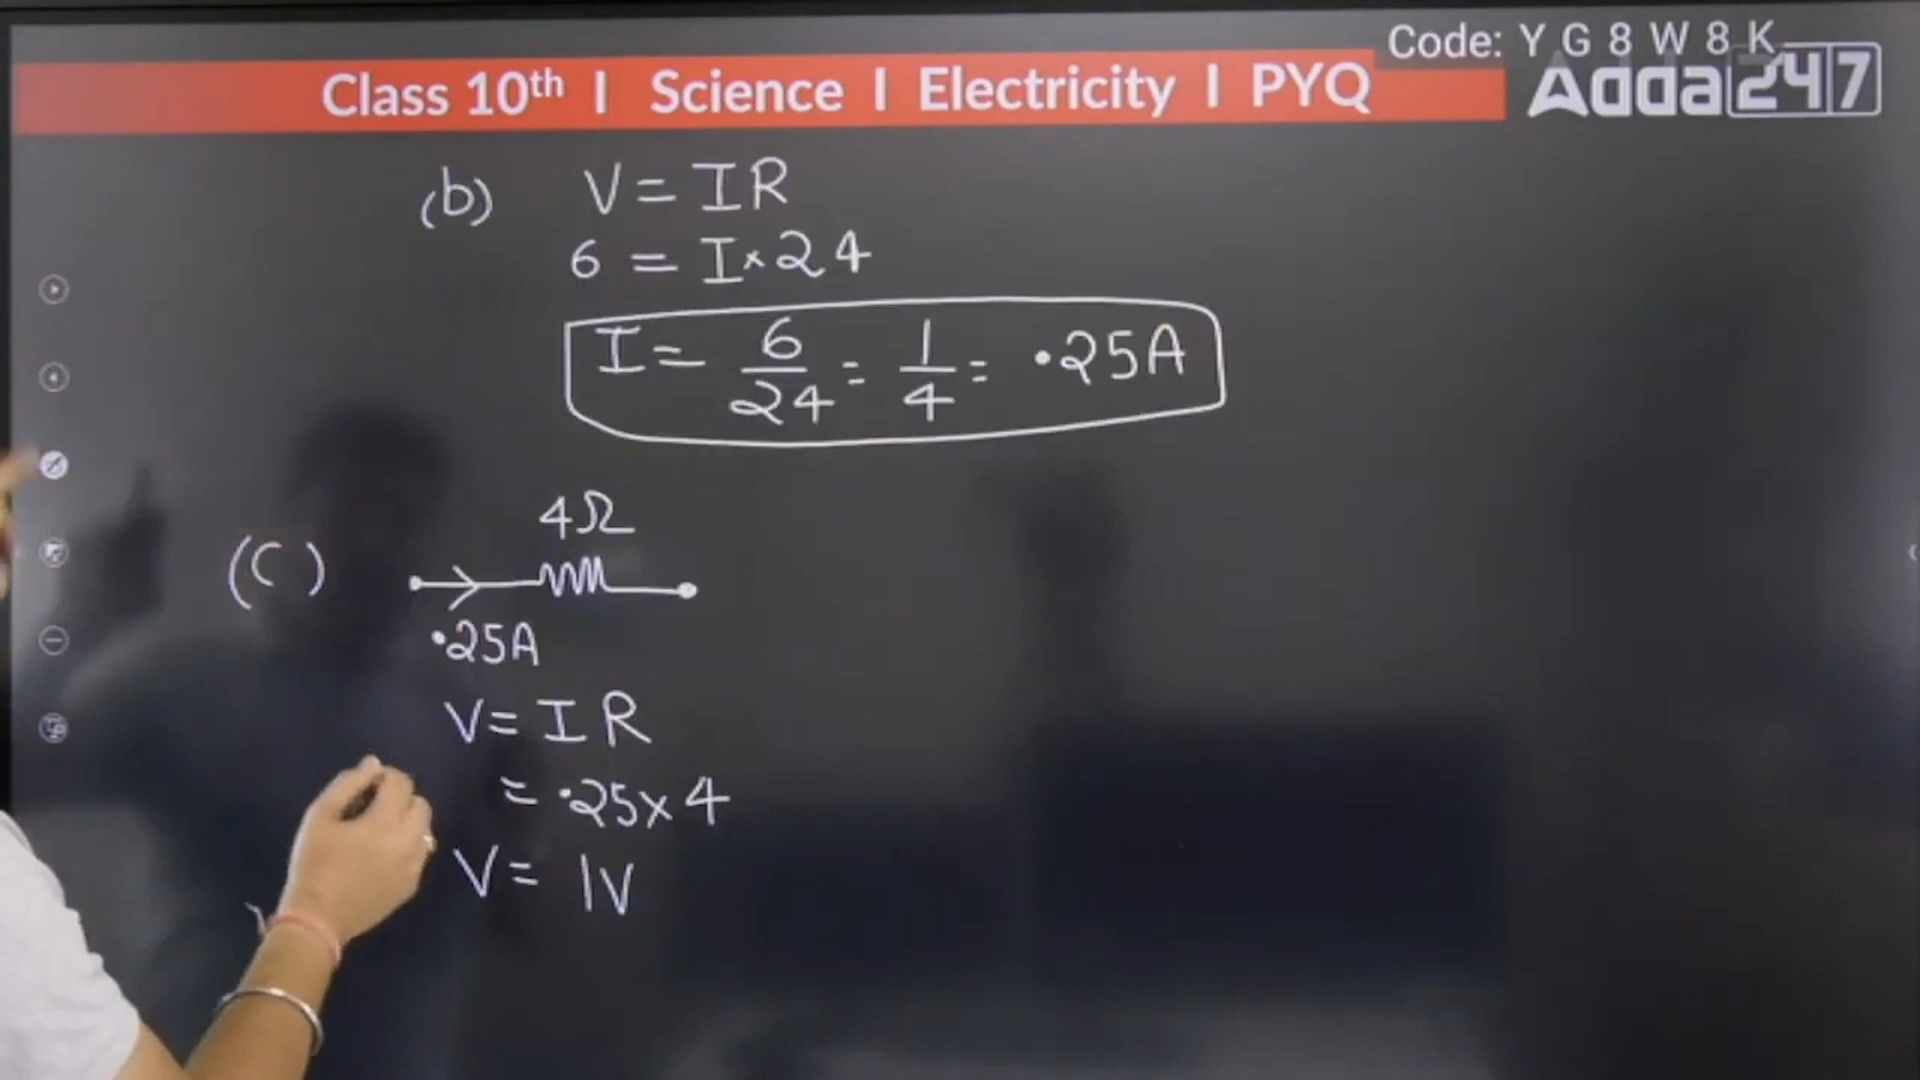 Code: Y G 8 W 8 K
Class 10th | Science | Electricity | PYQ
Adda247
(b) V = IR
6 = I × 24
I = 6/24 = 1/4 = .25A
4Ω
(C)
.25A
V = IR
= .25 × 4
V = 1V